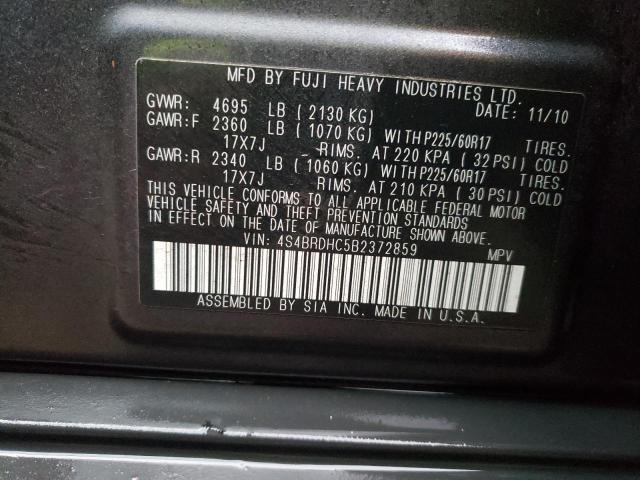 MFD BY FUJI HEAVY INDUSTRIES LTD.
GVWR: 4695 LB ( 2130 KG) DATE: 11/10
GAWR:F 2360 LB ( 1070 KG) WITH P225/60R17 TIRES.
17X7J -RIMS. AT 220 KPA ( 32 PSI) COLD
GAWR:R 2340 LB ( 1060 KG) WITH P225/60R17 TIRES.
17X7J -RIMS. AT 210 KPA ( 30 PSI) COLD
THIS VEHICLE CONFORMS TO ALL APPLICABLE FEDERAL MOTOR
VEHICLE SAFETY AND THEFT PREVENTION STANDARDS
IN EFFECT ON THE DATE OF MANUFACTURE SHOWN ABOVE.
VIN: 4S4BRDHC5B2372859 MPV
ASSEMBLED BY SIA INC. MADE IN U.S.A.